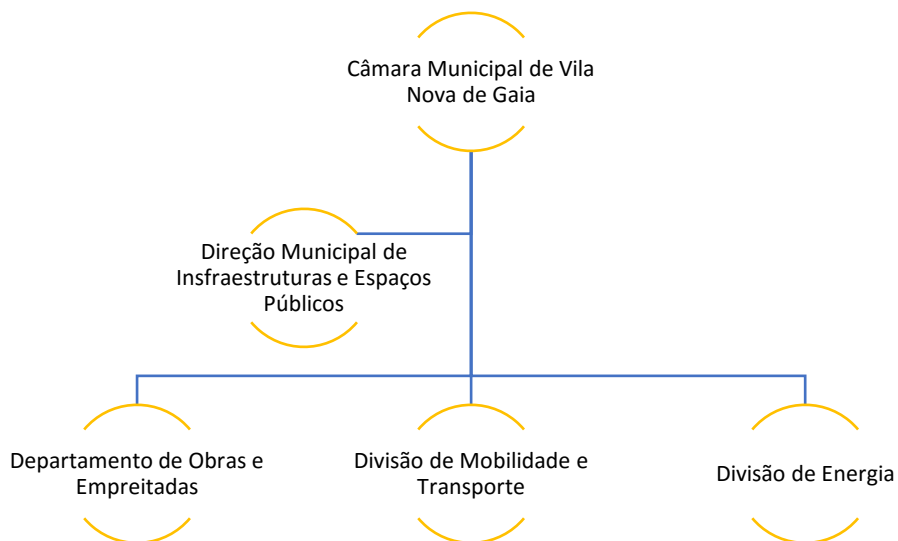 Câmara Municipal de Vila
Nova de Gaia
Direção Municipal de
Insfraestruturas e Espaços
Públicos
Departamento de Obras e
Empreitadas
Divisão de Mobilidade e
Transporte
Divisão de Energia